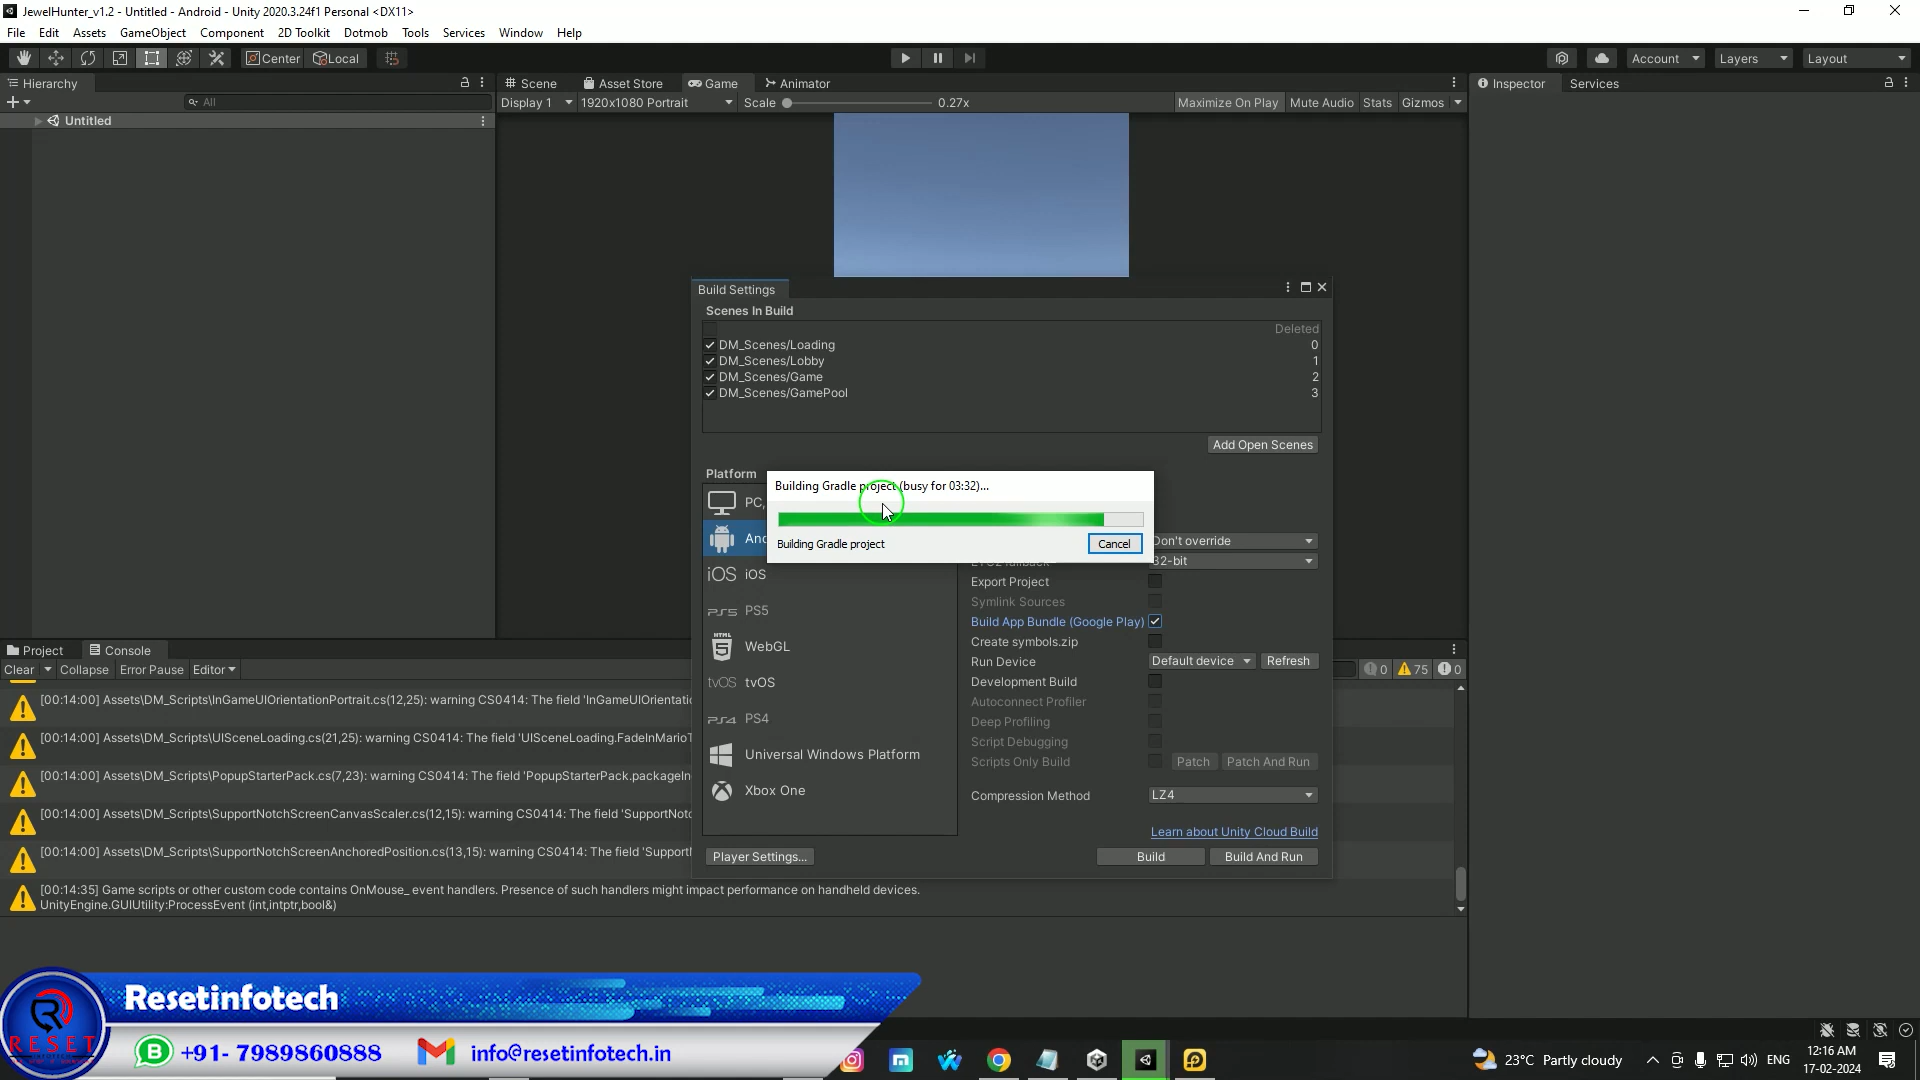 JewelHunter_v1.2 - Untitled - Android - Unity 2020.3.24f1 Personal <DX11>
File Edit Assets GameObject Component 2D Toolkit Dotmob Tools Services Window Help
Center Local Account Layers Layout
Hierarchy Scene Asset Store Game Animator Inspector Services
All Display 1 1920x1080 Portrait Scale 0.27x Maximize On Play Mute Audio Stats Gizmos
Untitled
Build Settings
Scenes In Build
Deleted
DM_Scenes/Loading 0
DM_Scenes/Lobby 1
DM_Scenes/Game 2
DM_Scenes/GamePool 3
Add Open Scenes
Platform
Building Gradle project (busy for 03:32)...
PC,
Building Gradle project Cancel
And
Don't override
32-bit
iOS iOS
Export Project
Symlink Sources
PS5 PS5
Build App Bundle (Google Play)
HTML WebGL
Create symbols.zip
Run Device Default device Refresh
tvOS tvOS
Development Build
Autoconnect Profiler
PS4 PS4
Deep Profiling
Script Debugging
Universal Windows Platform
Scripts Only Build Patch Patch And Run
Xbox One
Compression Method LZ4
Learn about Unity Cloud Build
Player Settings... Build Build And Run
Project Console
Clear Collapse Error Pause Editor 0 75 0
[00:14:00] Assets\DM_Scripts\InGameUIOrientationPortrait.cs(12,25): warning CS0414: The field 'InGameUIOrientati
[00:14:00] Assets\DM_Scripts\UISceneLoading.cs(21,25): warning CS0414: The field 'UISceneLoading.FadeInMarioT
[00:14:00] Assets\DM_Scripts\PopupStarterPack.cs(7,23): warning CS0414: The field 'PopupStarterPack.packageIn
[00:14:00] Assets\DM_Scripts\SupportNotchScreenCanvasScaler.cs(12,15): warning CS0414: The field 'SupportNotc
[00:14:00] Assets\DM_Scripts\SupportNotchScreenAnchoredPosition.cs(13,15): warning CS0414: The field 'Support
[00:14:35] Game scripts or other custom code contains OnMouse_ event handlers. Presence of such handlers might impact performance on handheld devices.
UnityEngine.GUIUtility:ProcessEvent (int,intptr,bool&)
Resetinfotech
RESET
+91- 7989860888 info@resetinfotech.in
23°C Partly cloudy ENG 12:16 AM
17-02-2024